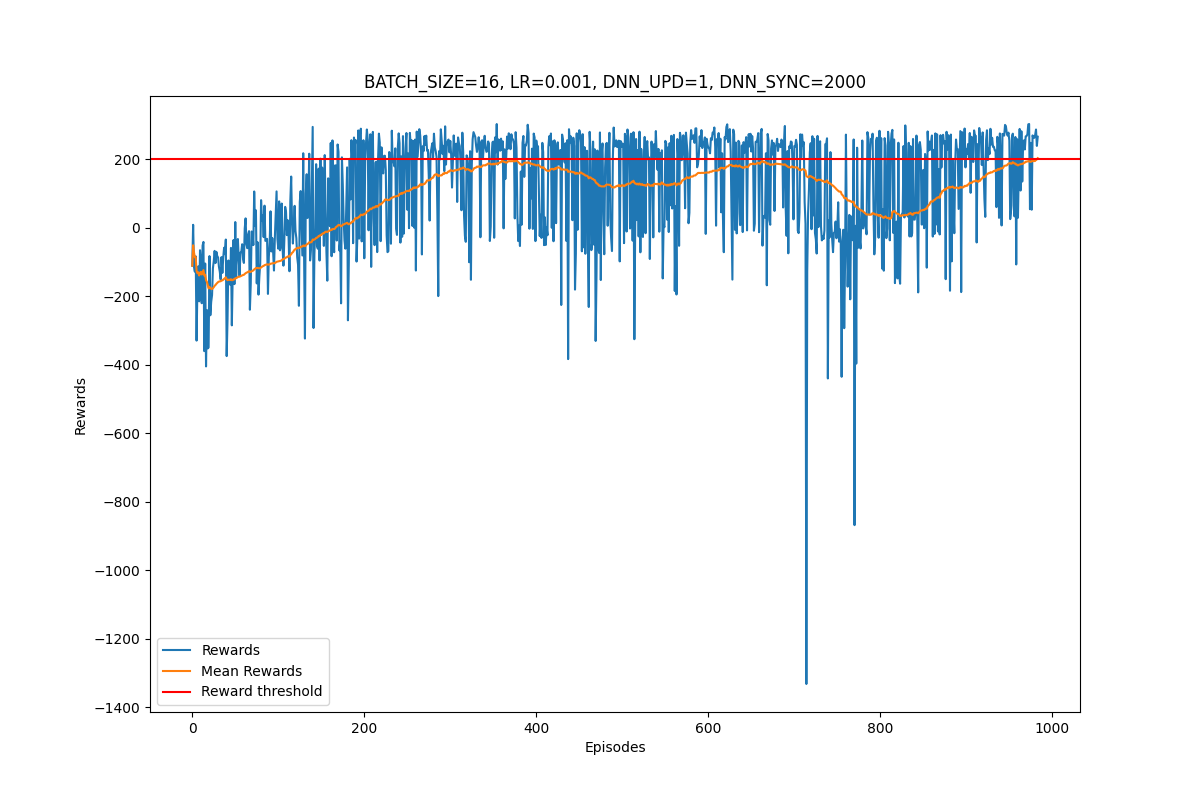 BATCH_SIZE=16, LR=0.001, DNN_UPD=1, DNN_SYNC=2000
200
0
−200
−400
−600
−800
−1000
−1200
−1400
Rewards
Rewards
Mean Rewards
Reward threshold
0
200
400
600
800
1000
Episodes